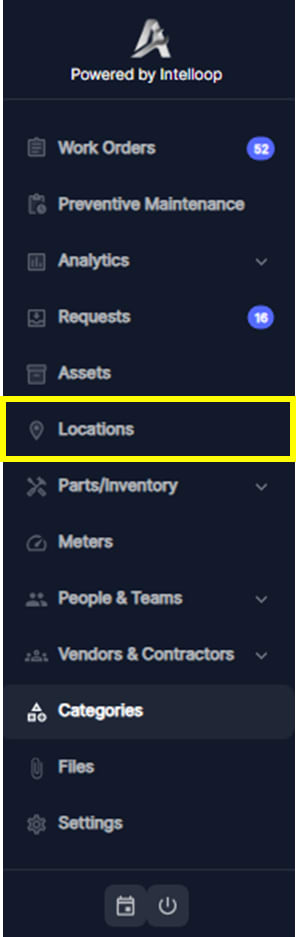 Powered by Intelloop
Work Orders 52
Preventive Maintenance
Analytics
Requests 16
Assets
Locations
Parts/Inventory
Meters
People & Teams
Vendors & Contractors
Categories
Files
Settings